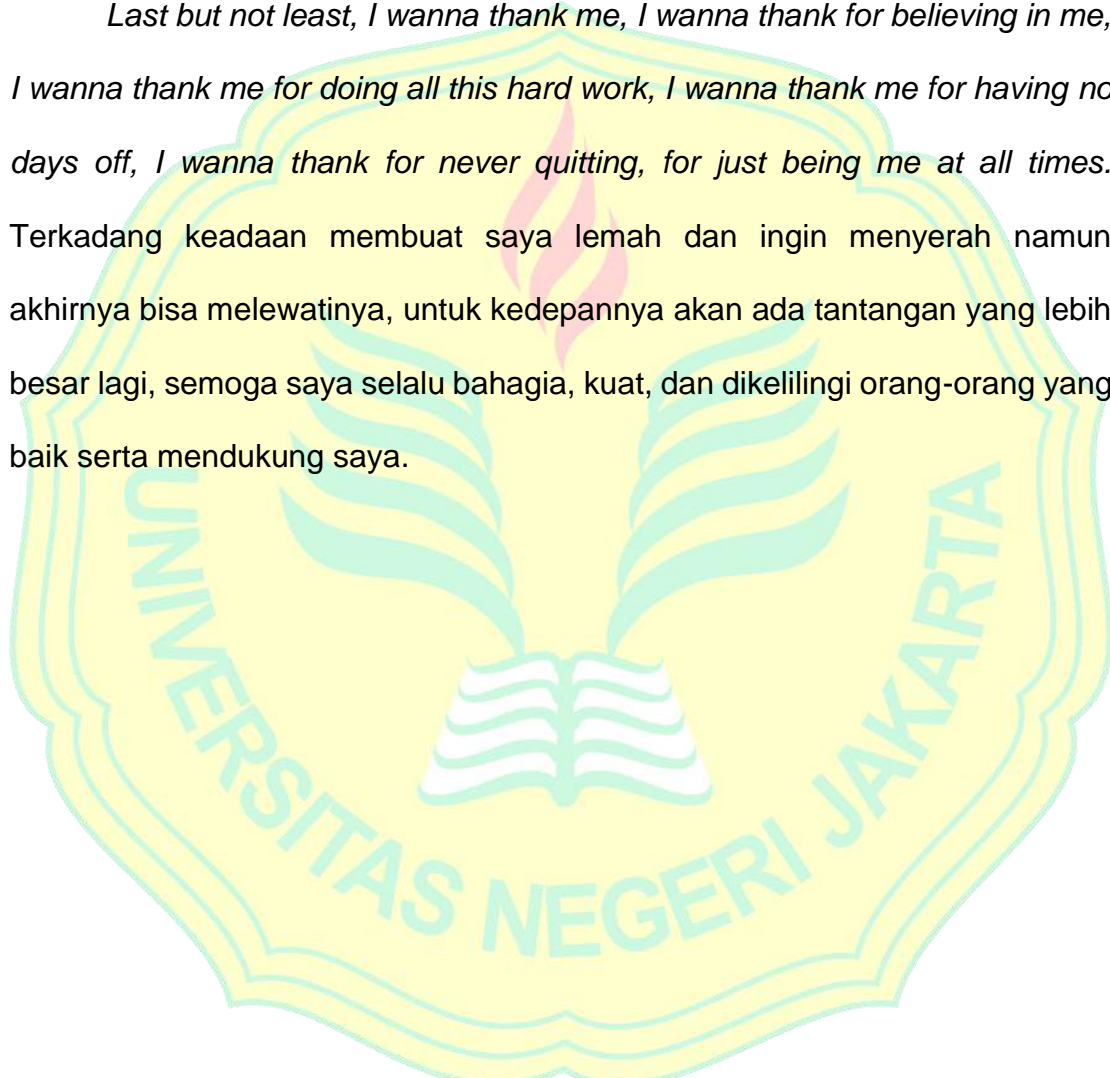 Last but not least, I wanna thank me, I wanna thank for believing in me,
I wanna thank me for doing all this hard work, I wanna thank me for having no
days off, I wanna thank for never quitting, for just being me at all times.
Terkadang keadaan membuat saya lemah dan ingin menyerah namun
akhirnya bisa melewatinya, untuk kedepannya akan ada tantangan yang lebih
besar lagi, semoga saya selalu bahagia, kuat, dan dikelilingi orang-orang yang
baik serta mendukung saya.
UNIVERSITAS NEGERI JAKARTA